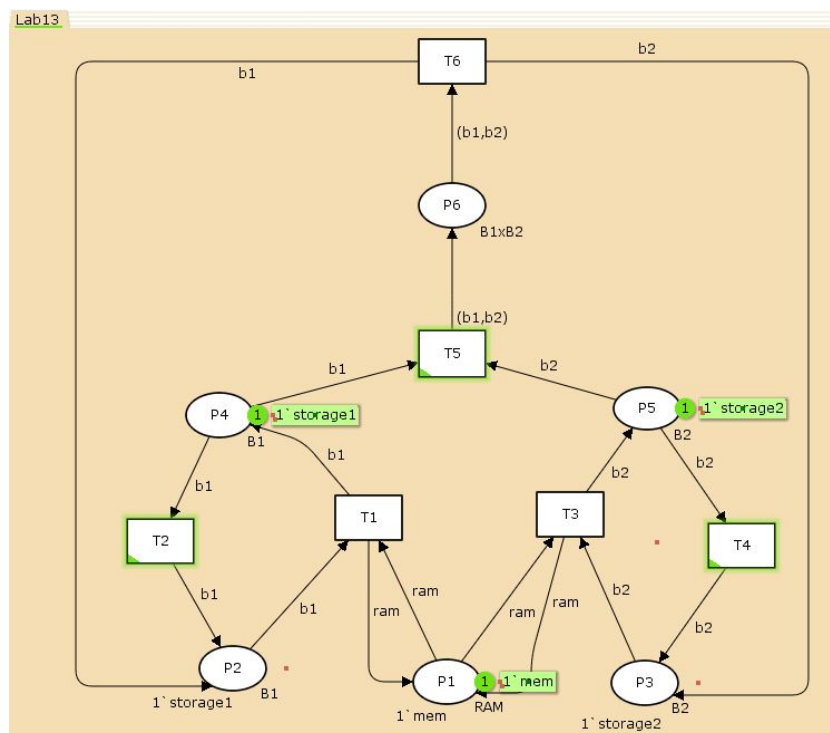 Lab13
T6
b1
b2
(b1,b2)
P6
B1xB2
(b1,b2)
T5
b1
b2
P4
1
1`storage1
B1
P5
1
1`storage2
B2
b1
b1
b2
b2
T1
T3
T2
T4
ram
ram
ram
ram
b1
b1
b2
b2
P2
1`storage1
B1
P1
1
1`mem
1`mem
RAM
P3
1`storage2
B2